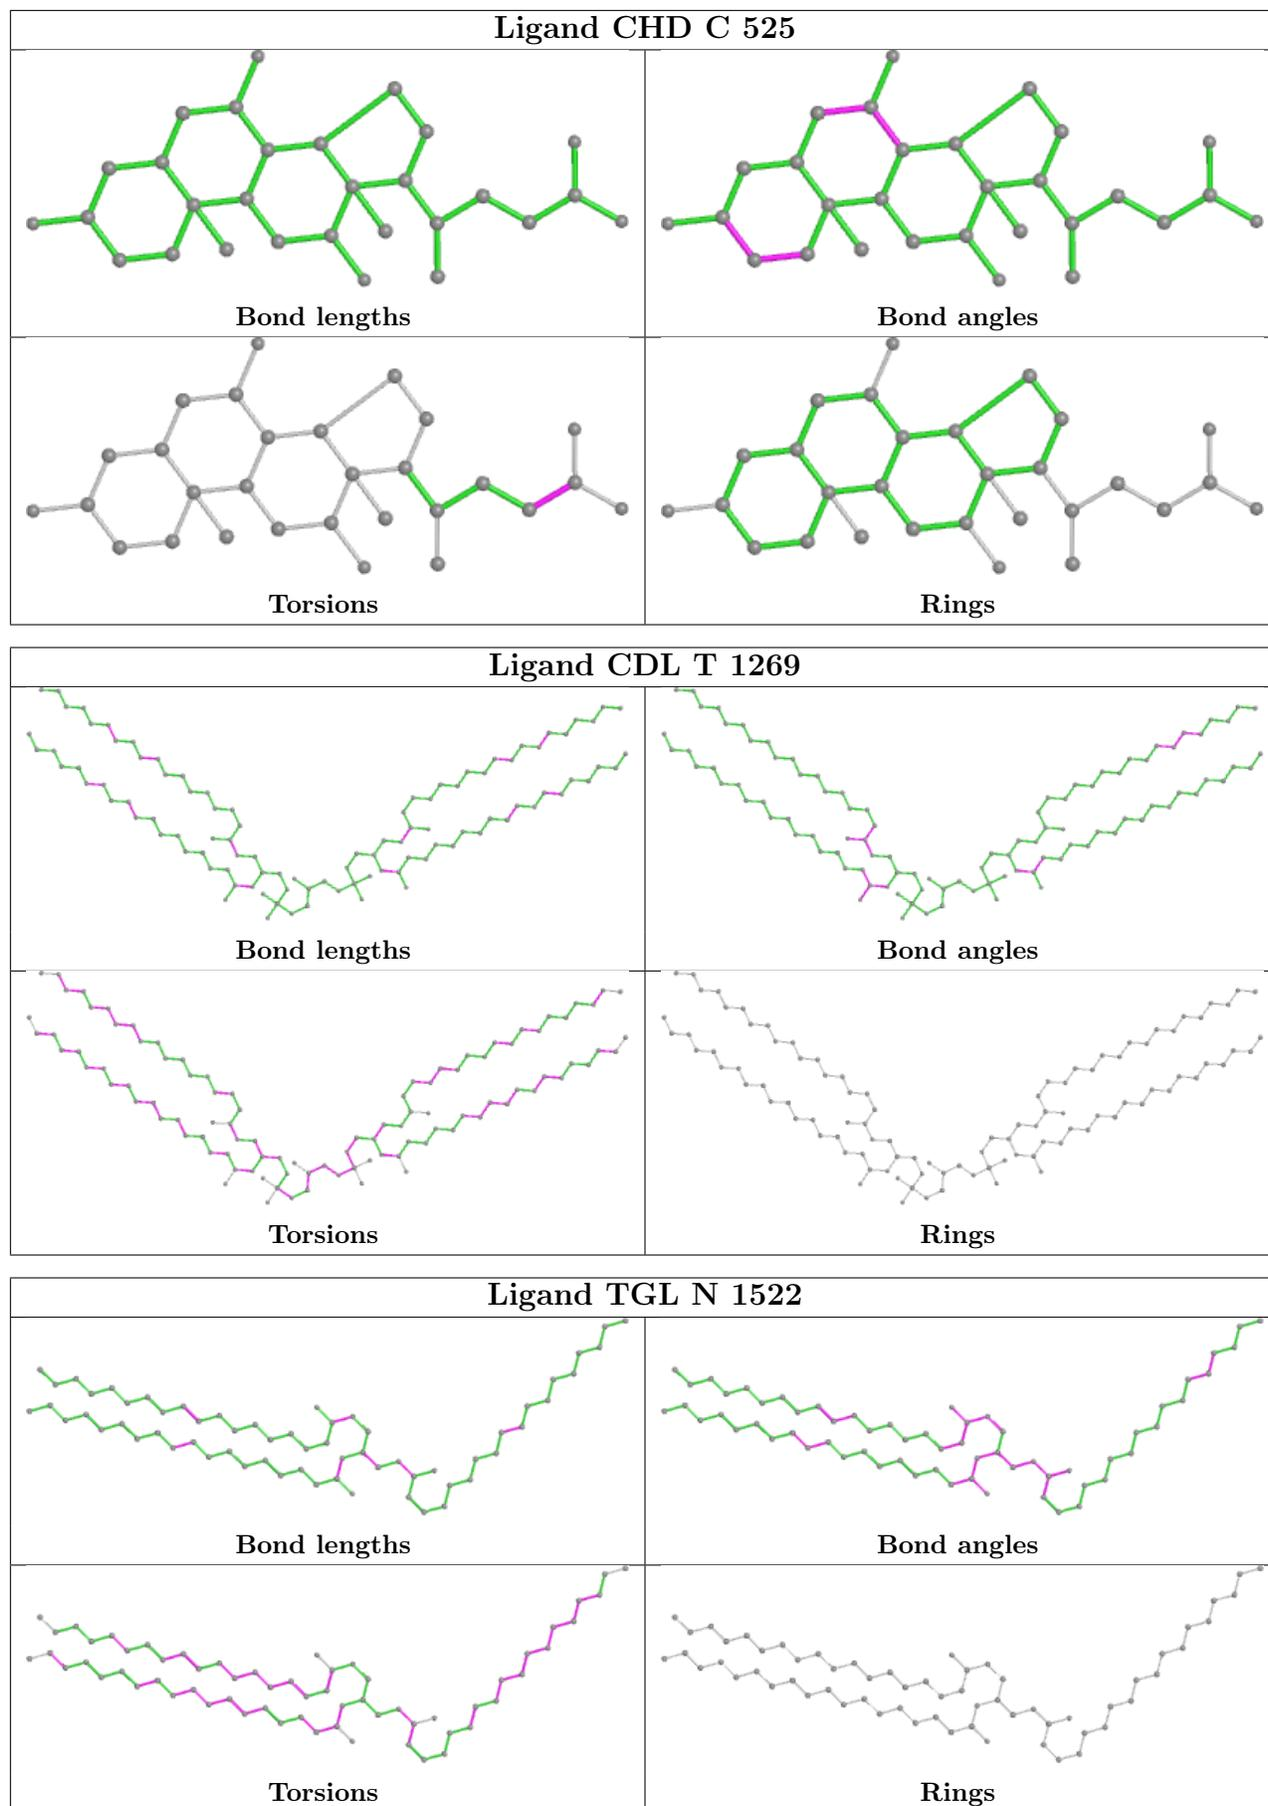 Ligand CHD C 525
Bond lengths
Bond angles
Torsions
Rings
Ligand CDL T 1269
Bond lengths
Bond angles
Torsions
Rings
Ligand TGL N 1522
Bond lengths
Bond angles
Torsions
Rings